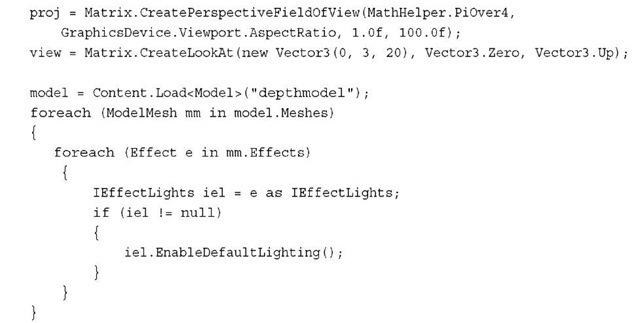 proj = Matrix.CreatePerspectiveFieldOfView(MathHelper.PiOver4,
GraphicsDevice.Viewport.AspectRatio, 1.0f, 100.0f);
view = Matrix.CreateLookAt(new Vector3(0, 3, 20), Vector3.Zero, Vector3.Up);
model = Content.Load<Model>("depthmodel");
foreach (ModelMesh mm in model.Meshes)
{
foreach (Effect e in mm.Effects)
{
IEffectLights iel = e as IEffectLights;
if (iel != null)
{
iel.EnableDefaultLighting();
}
}
}